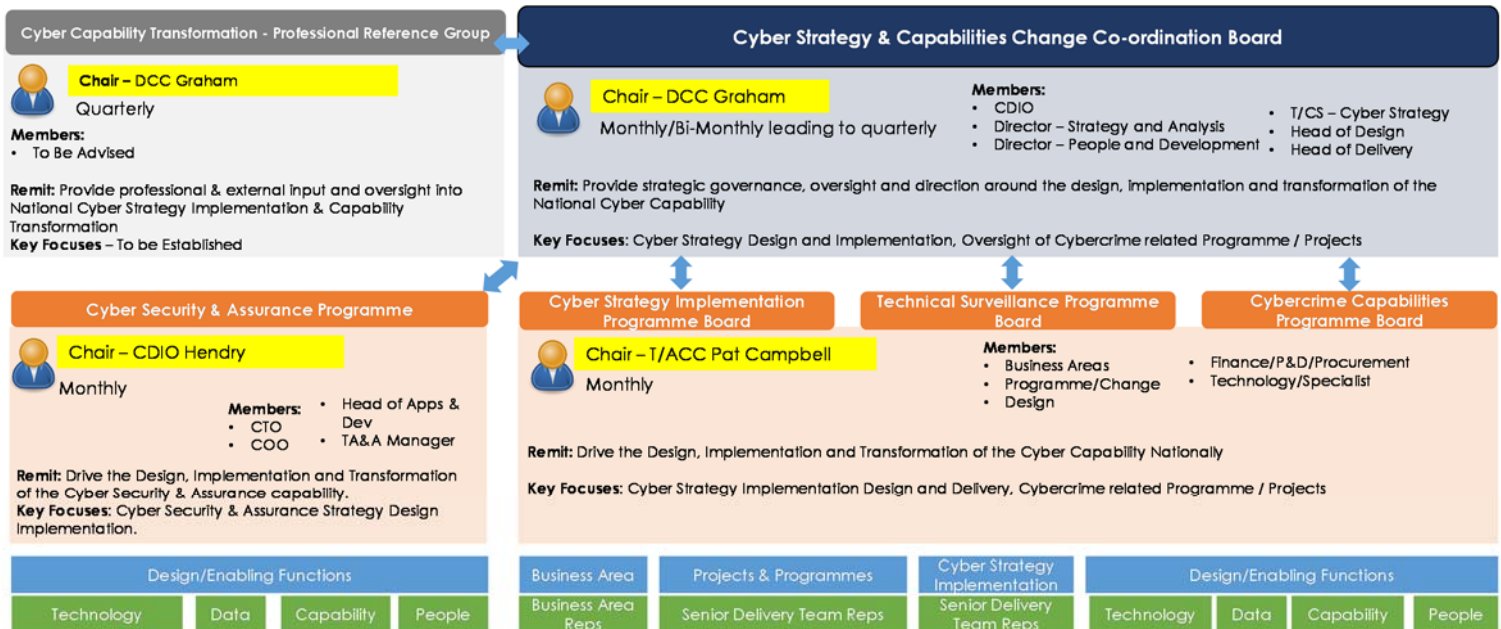 Cyber Capability Transformation - Professional Reference Group
Chair – DCC Graham
Quarterly
Members:
• To Be Advised
Remit: Provide professional & external input and oversight into
National Cyber Strategy Implementation & Capability
Transformation
Key Focuses – To be Established
Cyber Strategy & Capabilities Change Co-ordination Board
Chair – DCC Graham
Monthly/Bi-Monthly leading to quarterly
Members:
• CDIO
• Director – Strategy and Analysis
• Director – People and Development
• T/CS – Cyber Strategy
• Head of Design
• Head of Delivery
Remit: Provide strategic governance, oversight and direction around the design, implementation and transformation of the
National Cyber Capability
Key Focuses: Cyber Strategy Design and Implementation, Oversight of Cybercrime related Programme / Projects
Cyber Security & Assurance Programme
Chair – CDIO Hendry
Monthly
Members:
• CTO
• COO
• Head of Apps &
Dev
• TA&A Manager
Remit: Drive the Design, Implementation and Transformation
of the Cyber Security & Assurance capability.
Key Focuses: Cyber Security & Assurance Strategy Design
Implementation.
Cyber Strategy Implementation
Programme Board
Technical Surveillance Programme
Board
Cybercrime Capabilities
Programme Board
Chair – T/ACC Pat Campbell
Monthly
Members:
• Business Areas
• Programme/Change
• Design
• Finance/P&D/Procurement
• Technology/Specialist
Remit: Drive the Design, Implementation and Transformation of the Cyber Capability Nationally
Key Focuses: Cyber Strategy Implementation Design and Delivery, Cybercrime related Programme / Projects
Design/Enabling Functions
Technology
Data
Capability
People
Business Area
Business Area
Reps
Projects & Programmes
Senior Delivery Team Reps
Cyber Strategy
Implementation
Senior Delivery
Team Reps
Design/Enabling Functions
Technology
Data
Capability
People